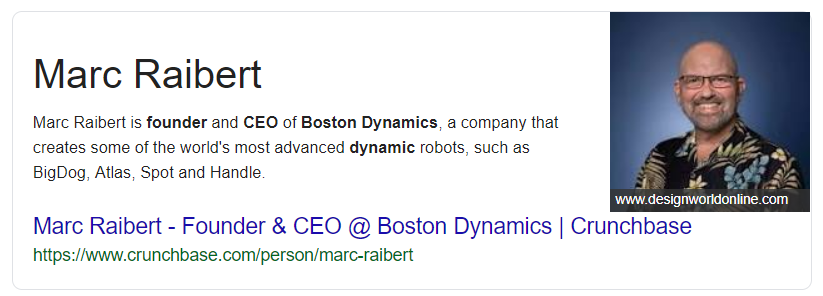 Marc Raibert
Marc Raibert is founder and CEO of Boston Dynamics, a company that
creates some of the world's most advanced dynamic robots, such as
BigDog, Atlas, Spot and Handle.
www.designworldonline.com
Marc Raibert - Founder & CEO @ Boston Dynamics | Crunchbase
https://www.crunchbase.com/person/marc-raibert